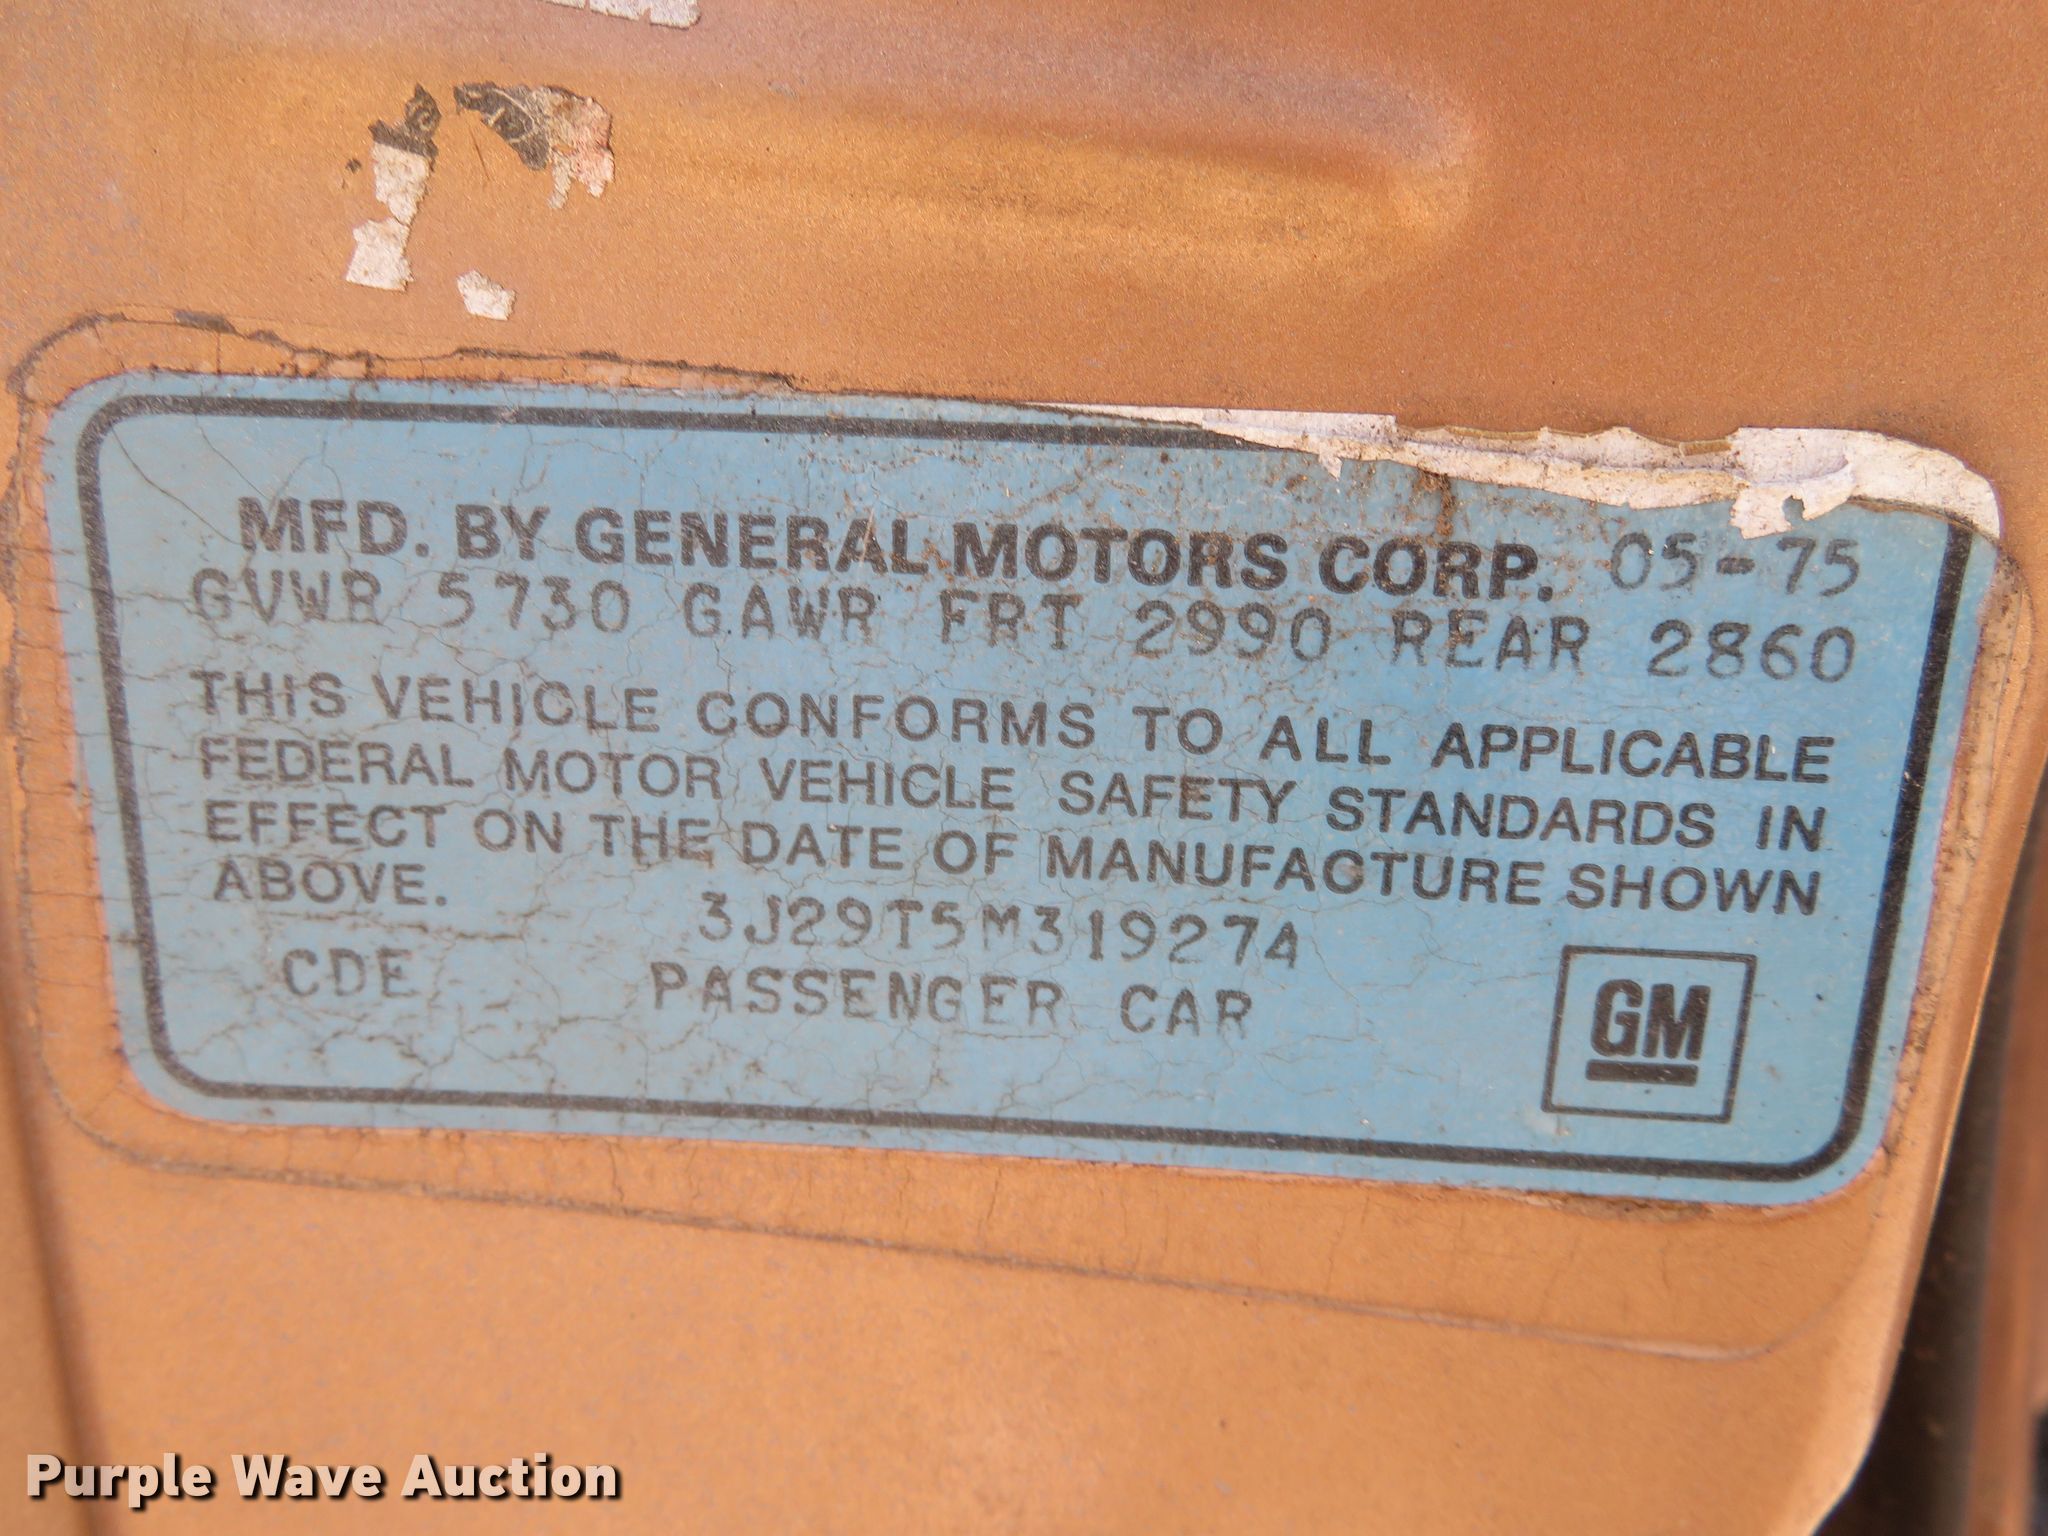 MFD. BY GENERAL MOTORS CORP. 05-75
GVWR 5730 GAWR FRT 2990 REAR 2860
THIS VEHICLE CONFORMS TO ALL APPLICABLE
FEDERAL MOTOR VEHICLE SAFETY STANDARDS IN
EFFECT ON THE DATE OF MANUFACTURE SHOWN
ABOVE.
3J29T5M319274
CDE PASSENGER CAR
GM
Purple Wave Auction